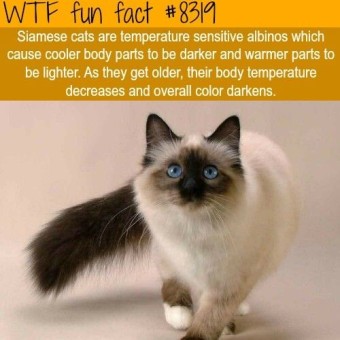 WTF fun fact #8319
Siamese cats are temperature sensitive albinos which
cause cooler body parts to be darker and warmer parts to
be lighter. As they get older, their body temperature
decreases and overall color darkens.